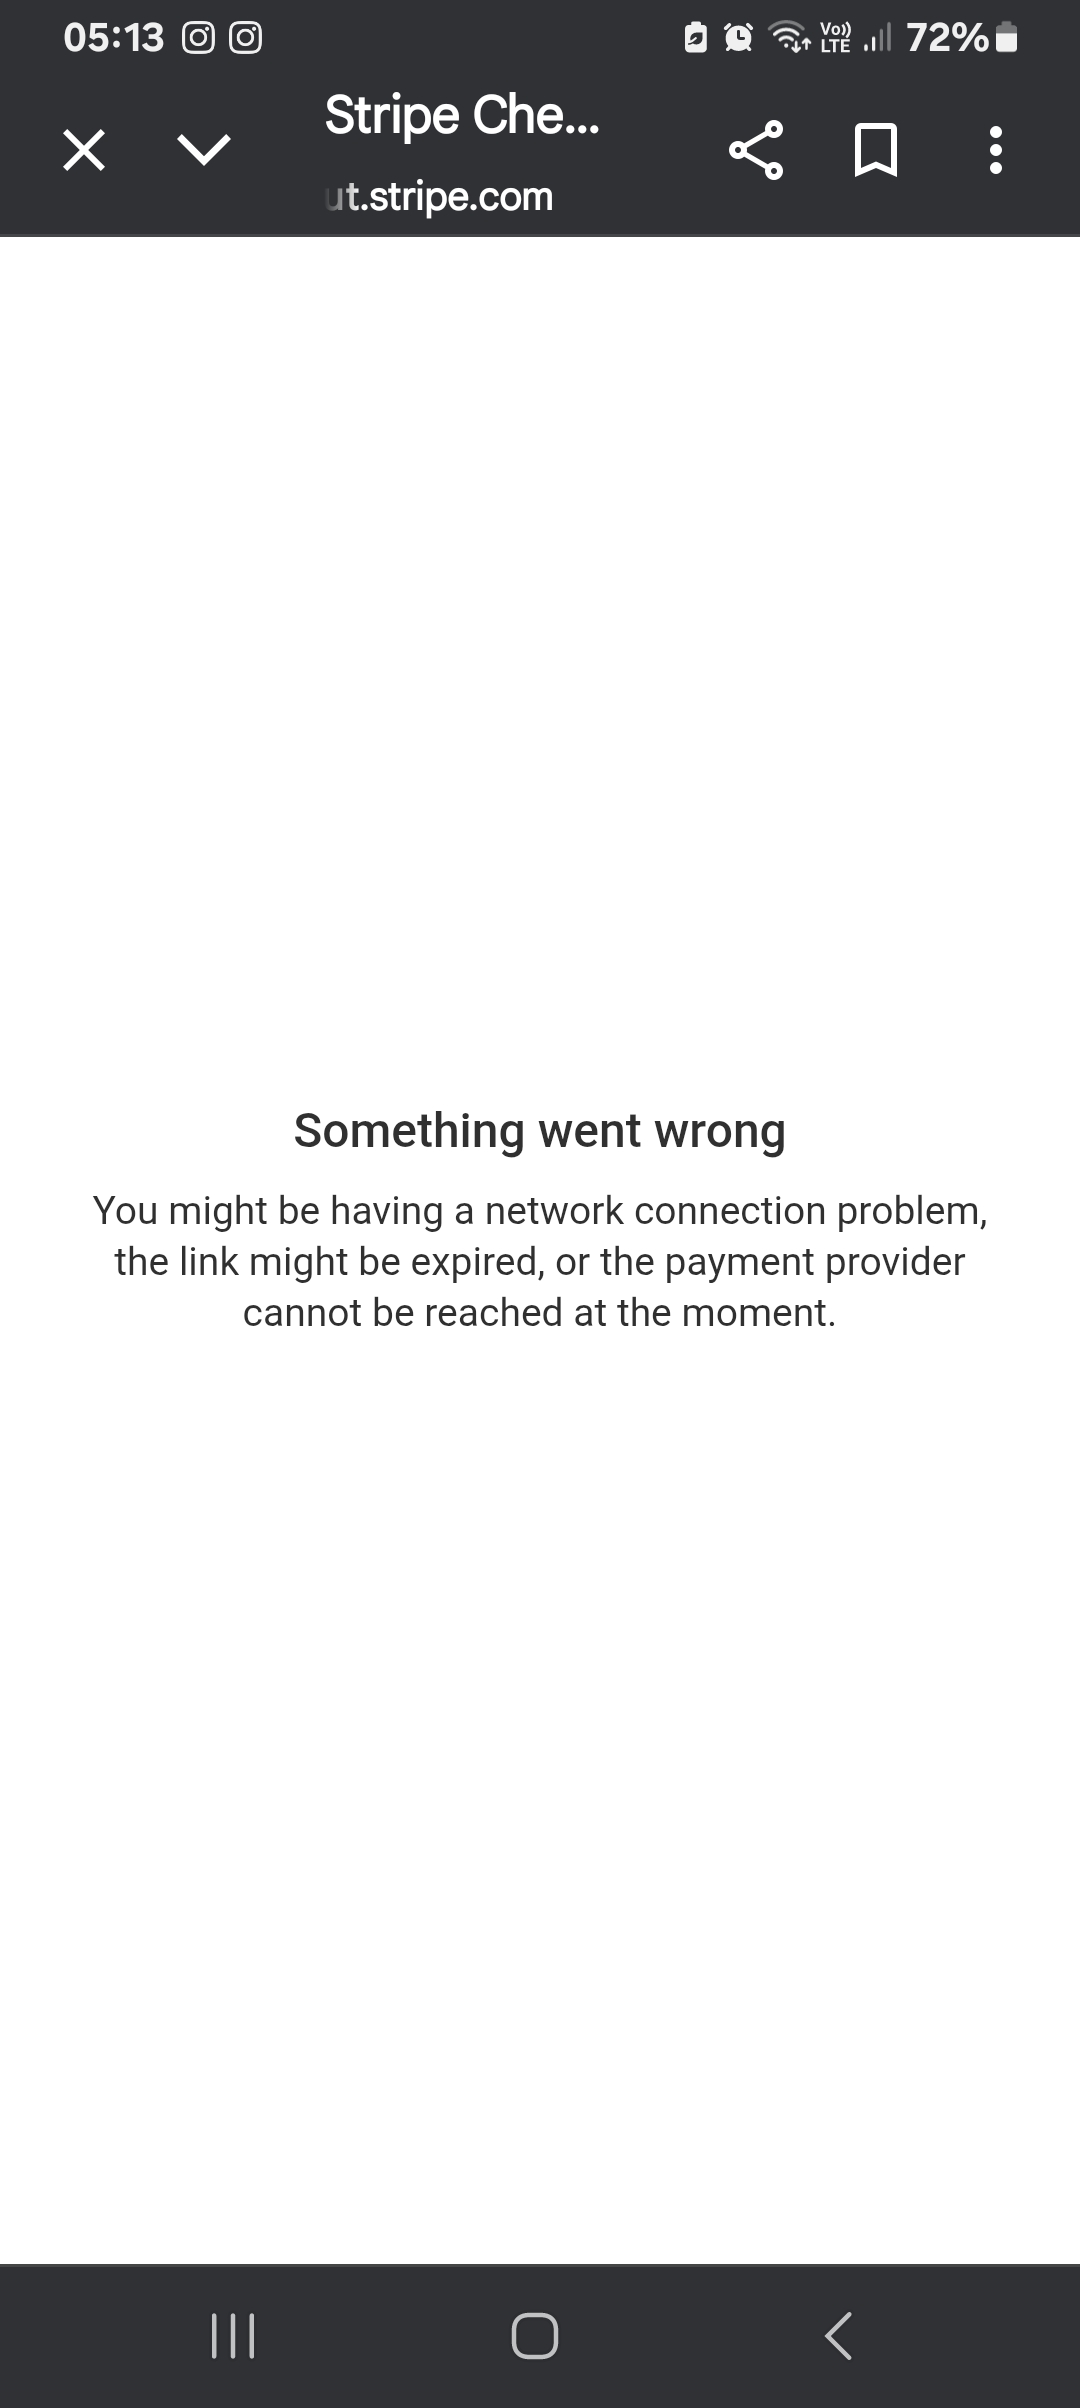 05:13
Vo)) LTE
72%
Stripe Che...
ut.stripe.com
Something went wrong
You might be having a network connection problem,
the link might be expired, or the payment provider
cannot be reached at the moment.